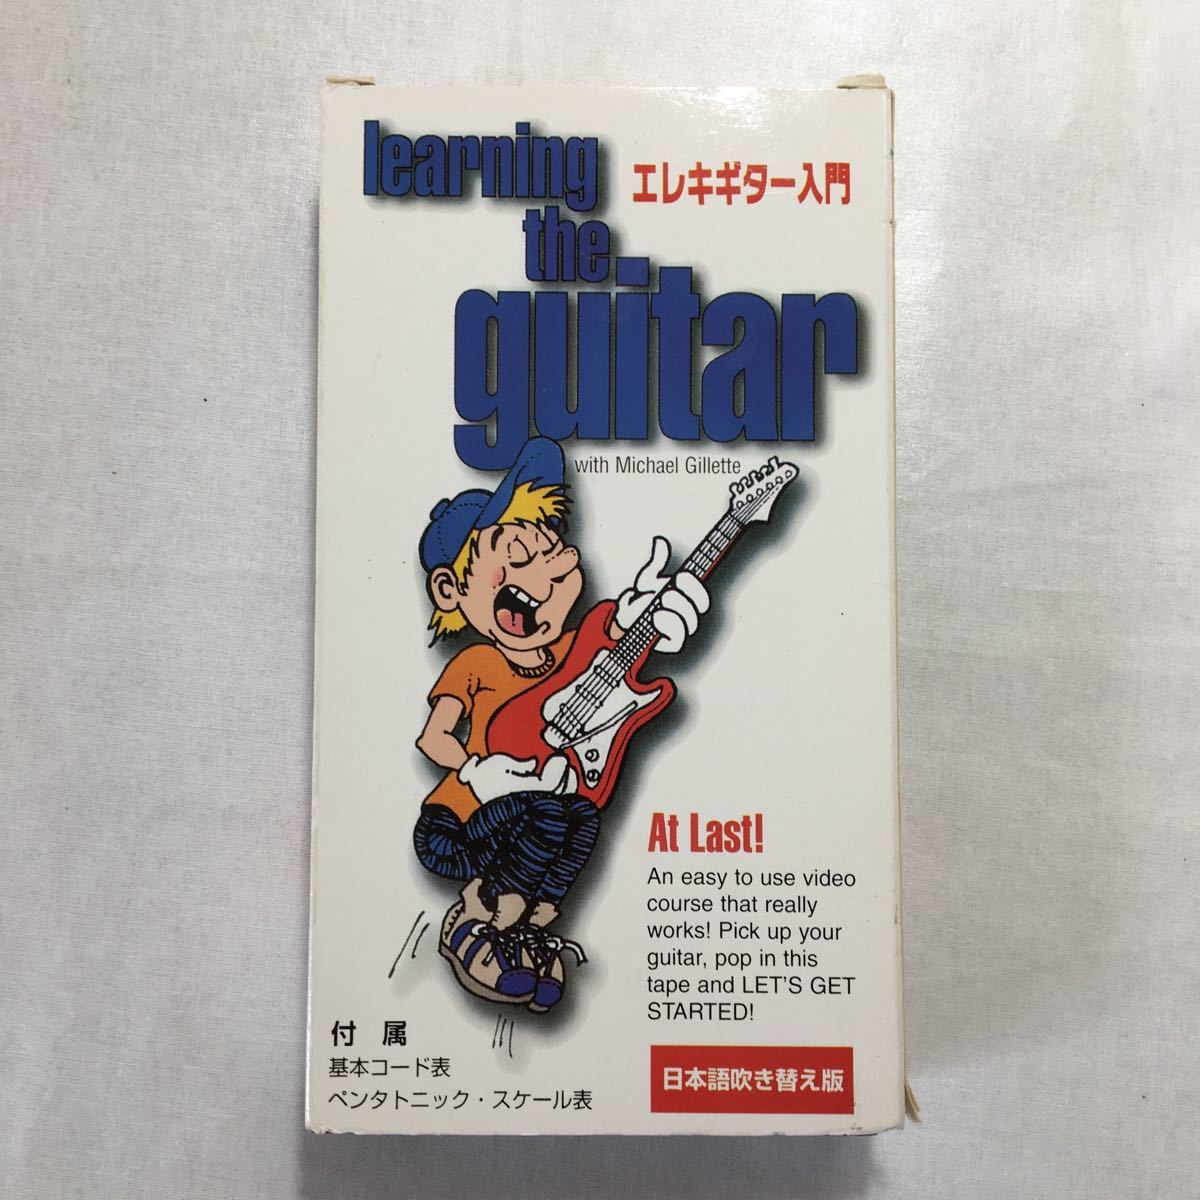 learning
the
guitar
エレキギター入門
with Michael Gillette
At Last!
An easy to use video
course that really
works! Pick up your
guitar, pop in this
tape and LET'S GET
STARTED!
付 属
基本コード表
ペンタトニック・スケール表
日本語吹き替え版